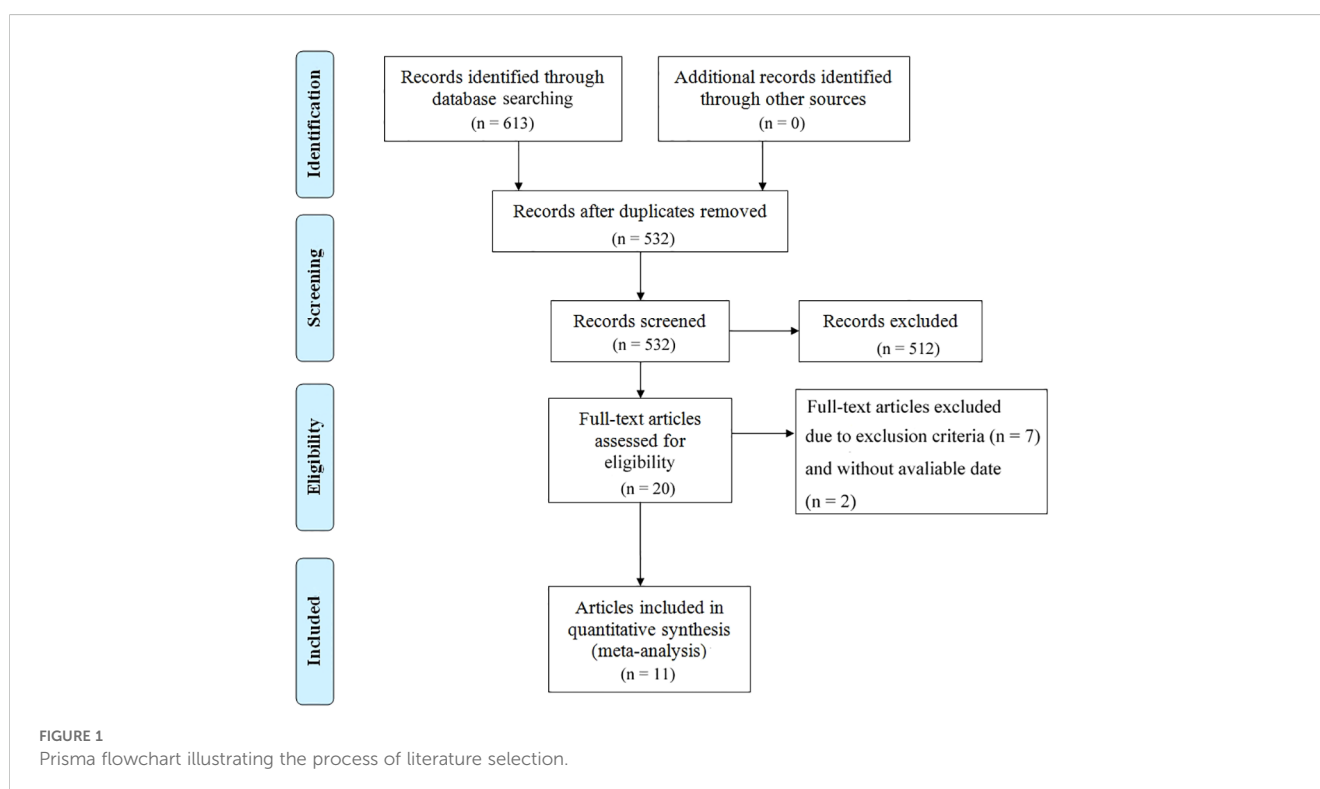 Identification
Records identified through
database searching
(n = 613)
Additional records identified
through other sources
(n = 0)
Records after duplicates removed
(n = 532)
Screening
Records screened
(n = 532)
Records excluded
(n = 512)
Eligibility
Full-text articles
assessed for
eligibility
(n = 20)
Full-text articles excluded
due to exclusion criteria (n = 7)
and without avaliable date
(n = 2)
Included
Articles included in
quantitative synthesis
(meta-analysis)
(n = 11)
FIGURE 1
Prisma flowchart illustrating the process of literature selection.